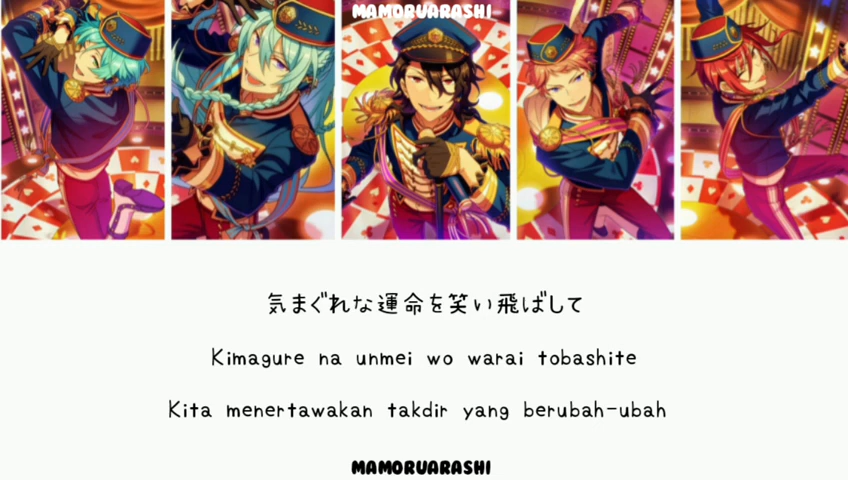 MAMORUARASHI
気まぐれな運命を笑い飛ばして
Kimagure na unmei wo warai tobashite
Kita menertawakan takdir yang berubah-ubah
MAMORUARASHI